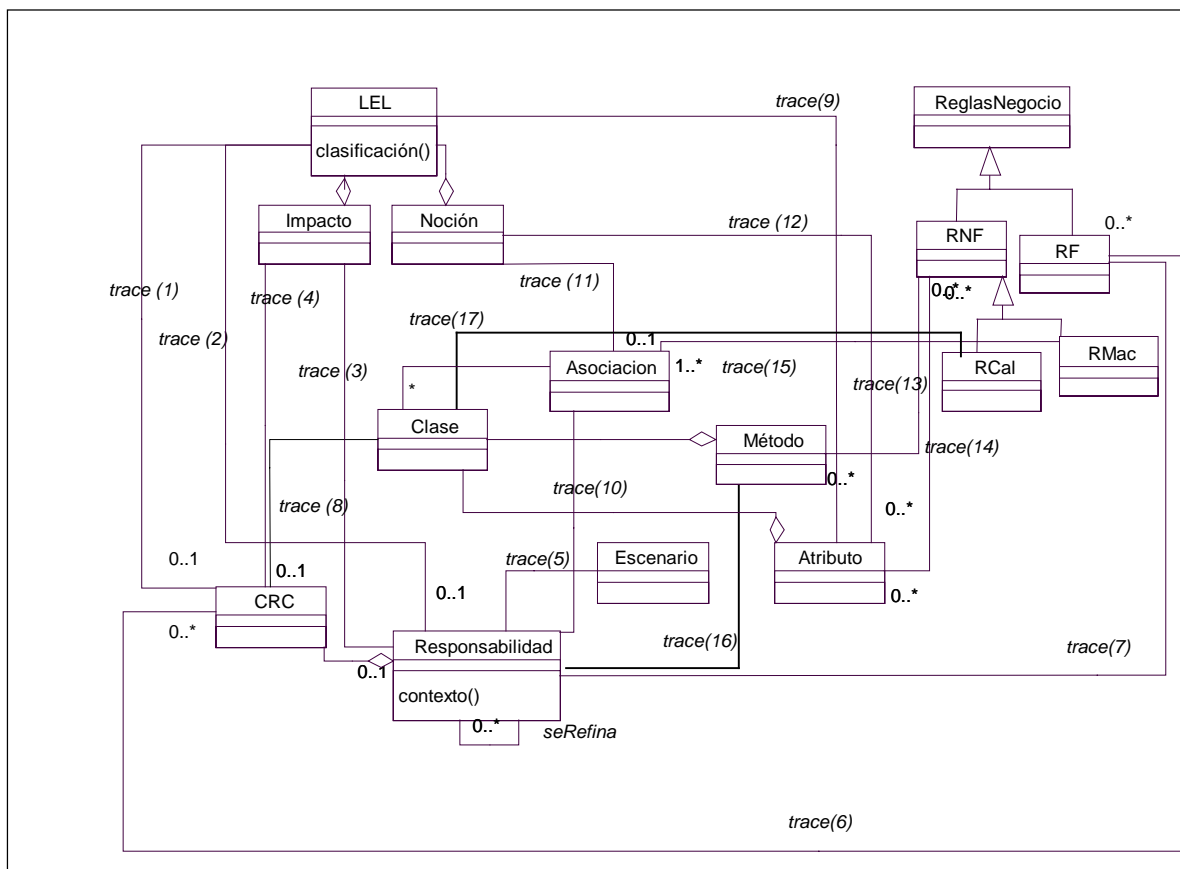 LEL
trace(9)
ReglasNegocio
clasificación()
Impacto
Noción
trace (12)
RNF
RF
0..*
trace (1)
trace (4)
trace (11)
0..*
0..*
trace(17)
trace (2)
0..1
trace (3)
Asociacion
1..*
trace(15)
RCal
RMac
trace(13)
*
Clase
Método
trace(14)
trace (8)
trace(10)
0..*
0..*
0..1
0..1
trace(5)
Escenario
Atributo
0..1
CRC
0..*
0..*
Responsabilidad
trace(16)
trace(7)
0..1
contexto()
0..*
seRefina
trace(6)